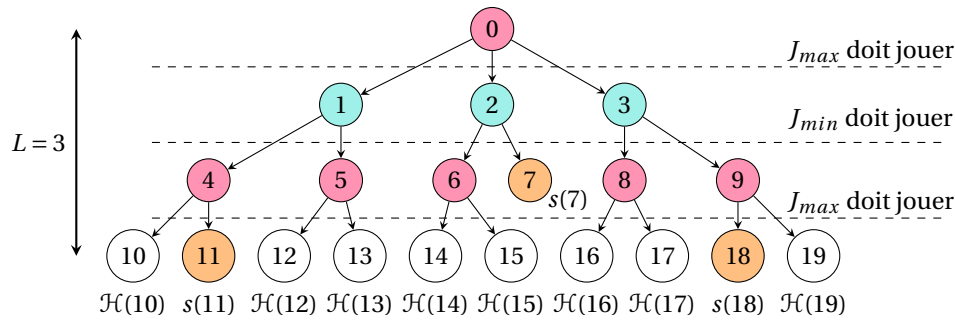 0
J_max doit jouer
1 2 3
J_min doit jouer
L = 3
4 5 6 7 8 9
s(7)
J_max doit jouer
10 11 12 13 14 15 16 17 18 19
ℋ(10) s(11) ℋ(12) ℋ(13) ℋ(14) ℋ(15) ℋ(16) ℋ(17) s(18) ℋ(19)